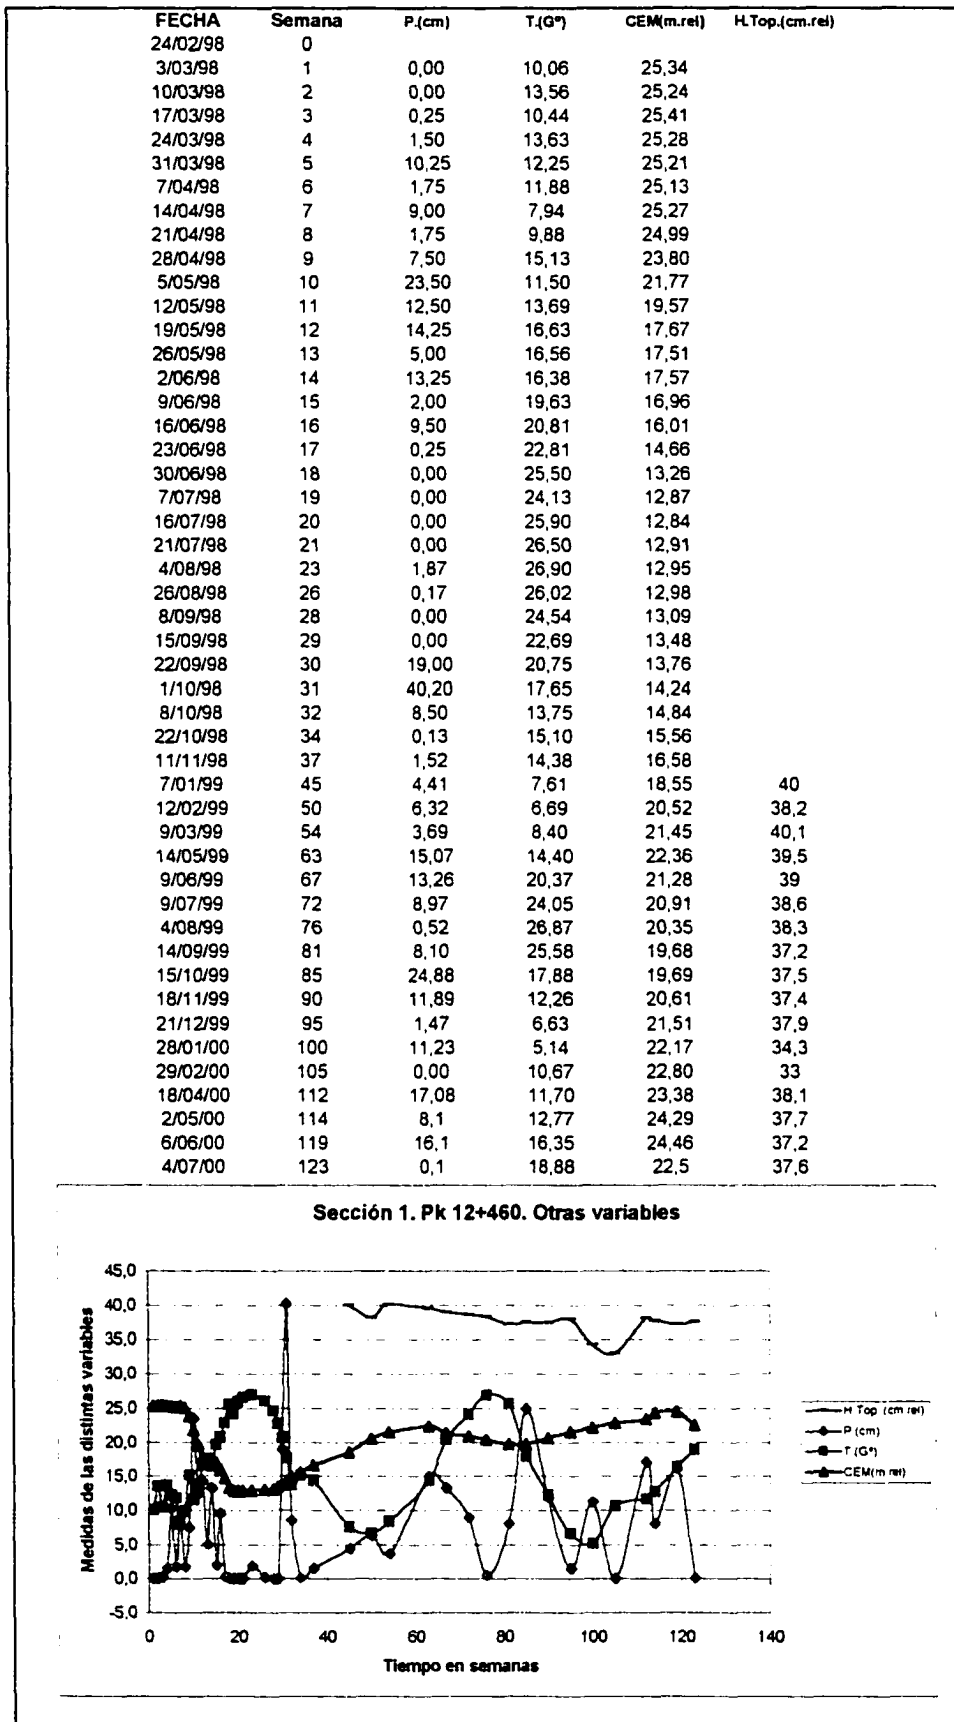 FECHA Semana P.(cm) T.(Gº) CEM(m.rel) H.Top.(cm.rel)
24/02/98 0
3/03/98 1 0,00 10,06 25,34
10/03/98 2 0,00 13,56 25,24
17/03/98 3 0,25 10,44 25,41
24/03/98 4 1,50 13,63 25,28
31/03/98 5 10,25 12,25 25,21
7/04/98 6 1,75 11,88 25,13
14/04/98 7 9,00 7,94 25,27
21/04/98 8 1,75 9,88 24,99
28/04/98 9 7,50 15,13 23,80
5/05/98 10 23,50 11,50 21,77
12/05/98 11 12,50 13,69 19,57
19/05/98 12 14,25 16,63 17,67
26/05/98 13 5,00 16,56 17,51
2/06/98 14 13,25 16,38 17,57
9/06/98 15 2,00 19,63 16,96
16/06/98 16 9,50 20,81 16,01
23/06/98 17 0,25 22,81 14,66
30/06/98 18 0,00 25,50 13,26
7/07/98 19 0,00 24,13 12,87
16/07/98 20 0,00 25,90 12,84
21/07/98 21 0,00 26,50 12,91
4/08/98 23 1,87 26,90 12,95
26/08/98 26 0,17 26,02 12,98
8/09/98 28 0,00 24,54 13,09
15/09/98 29 0,00 22,69 13,48
22/09/98 30 19,00 20,75 13,76
1/10/98 31 40,20 17,65 14,24
8/10/98 32 8,50 13,75 14,84
22/10/98 34 0,13 15,10 15,56
11/11/98 37 1,52 14,38 16,58
7/01/99 45 4,41 7,61 18,55 40
12/02/99 50 6,32 6,69 20,52 38,2
9/03/99 54 3,69 8,40 21,45 40,1
14/05/99 63 15,07 14,40 22,36 39,5
9/06/99 67 13,26 20,37 21,28 39
9/07/99 72 8,97 24,05 20,91 38,6
4/08/99 76 0,52 26,87 20,35 38,3
14/09/99 81 8,10 25,58 19,68 37,2
15/10/99 85 24,88 17,88 19,69 37,5
18/11/99 90 11,89 12,26 20,61 37,4
21/12/99 95 1,47 6,63 21,51 37,9
28/01/00 100 11,23 5,14 22,17 34,3
29/02/00 105 0,00 10,67 22,80 33
18/04/00 112 17,08 11,70 23,38 38,1
2/05/00 114 8,1 12,77 24,29 37,7
6/06/00 119 16,1 16,35 24,46 37,2
4/07/00 123 0,1 18,88 22,5 37,6
Sección 1. Pk 12+460. Otras variables
Medidas de las distintas variables
45,0
40,0
35,0
30,0
25,0
20,0
15,0
10,0
5,0
0,0
-5,0
0 20 40 60 80 100 120 140
Tiempo en semanas
H Top (cm rel)
P (cm)
T (Gº)
CEM(m rel)